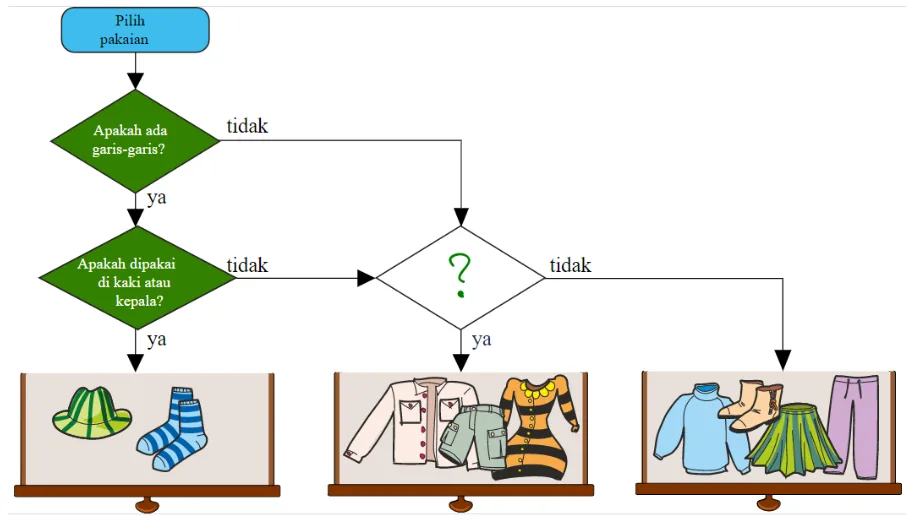 Pilih
pakaian
Apakah ada
garis-garis?
tidak
ya
Apakah dipakai
di kaki atau
kepala?
tidak
?
tidak
ya
ya